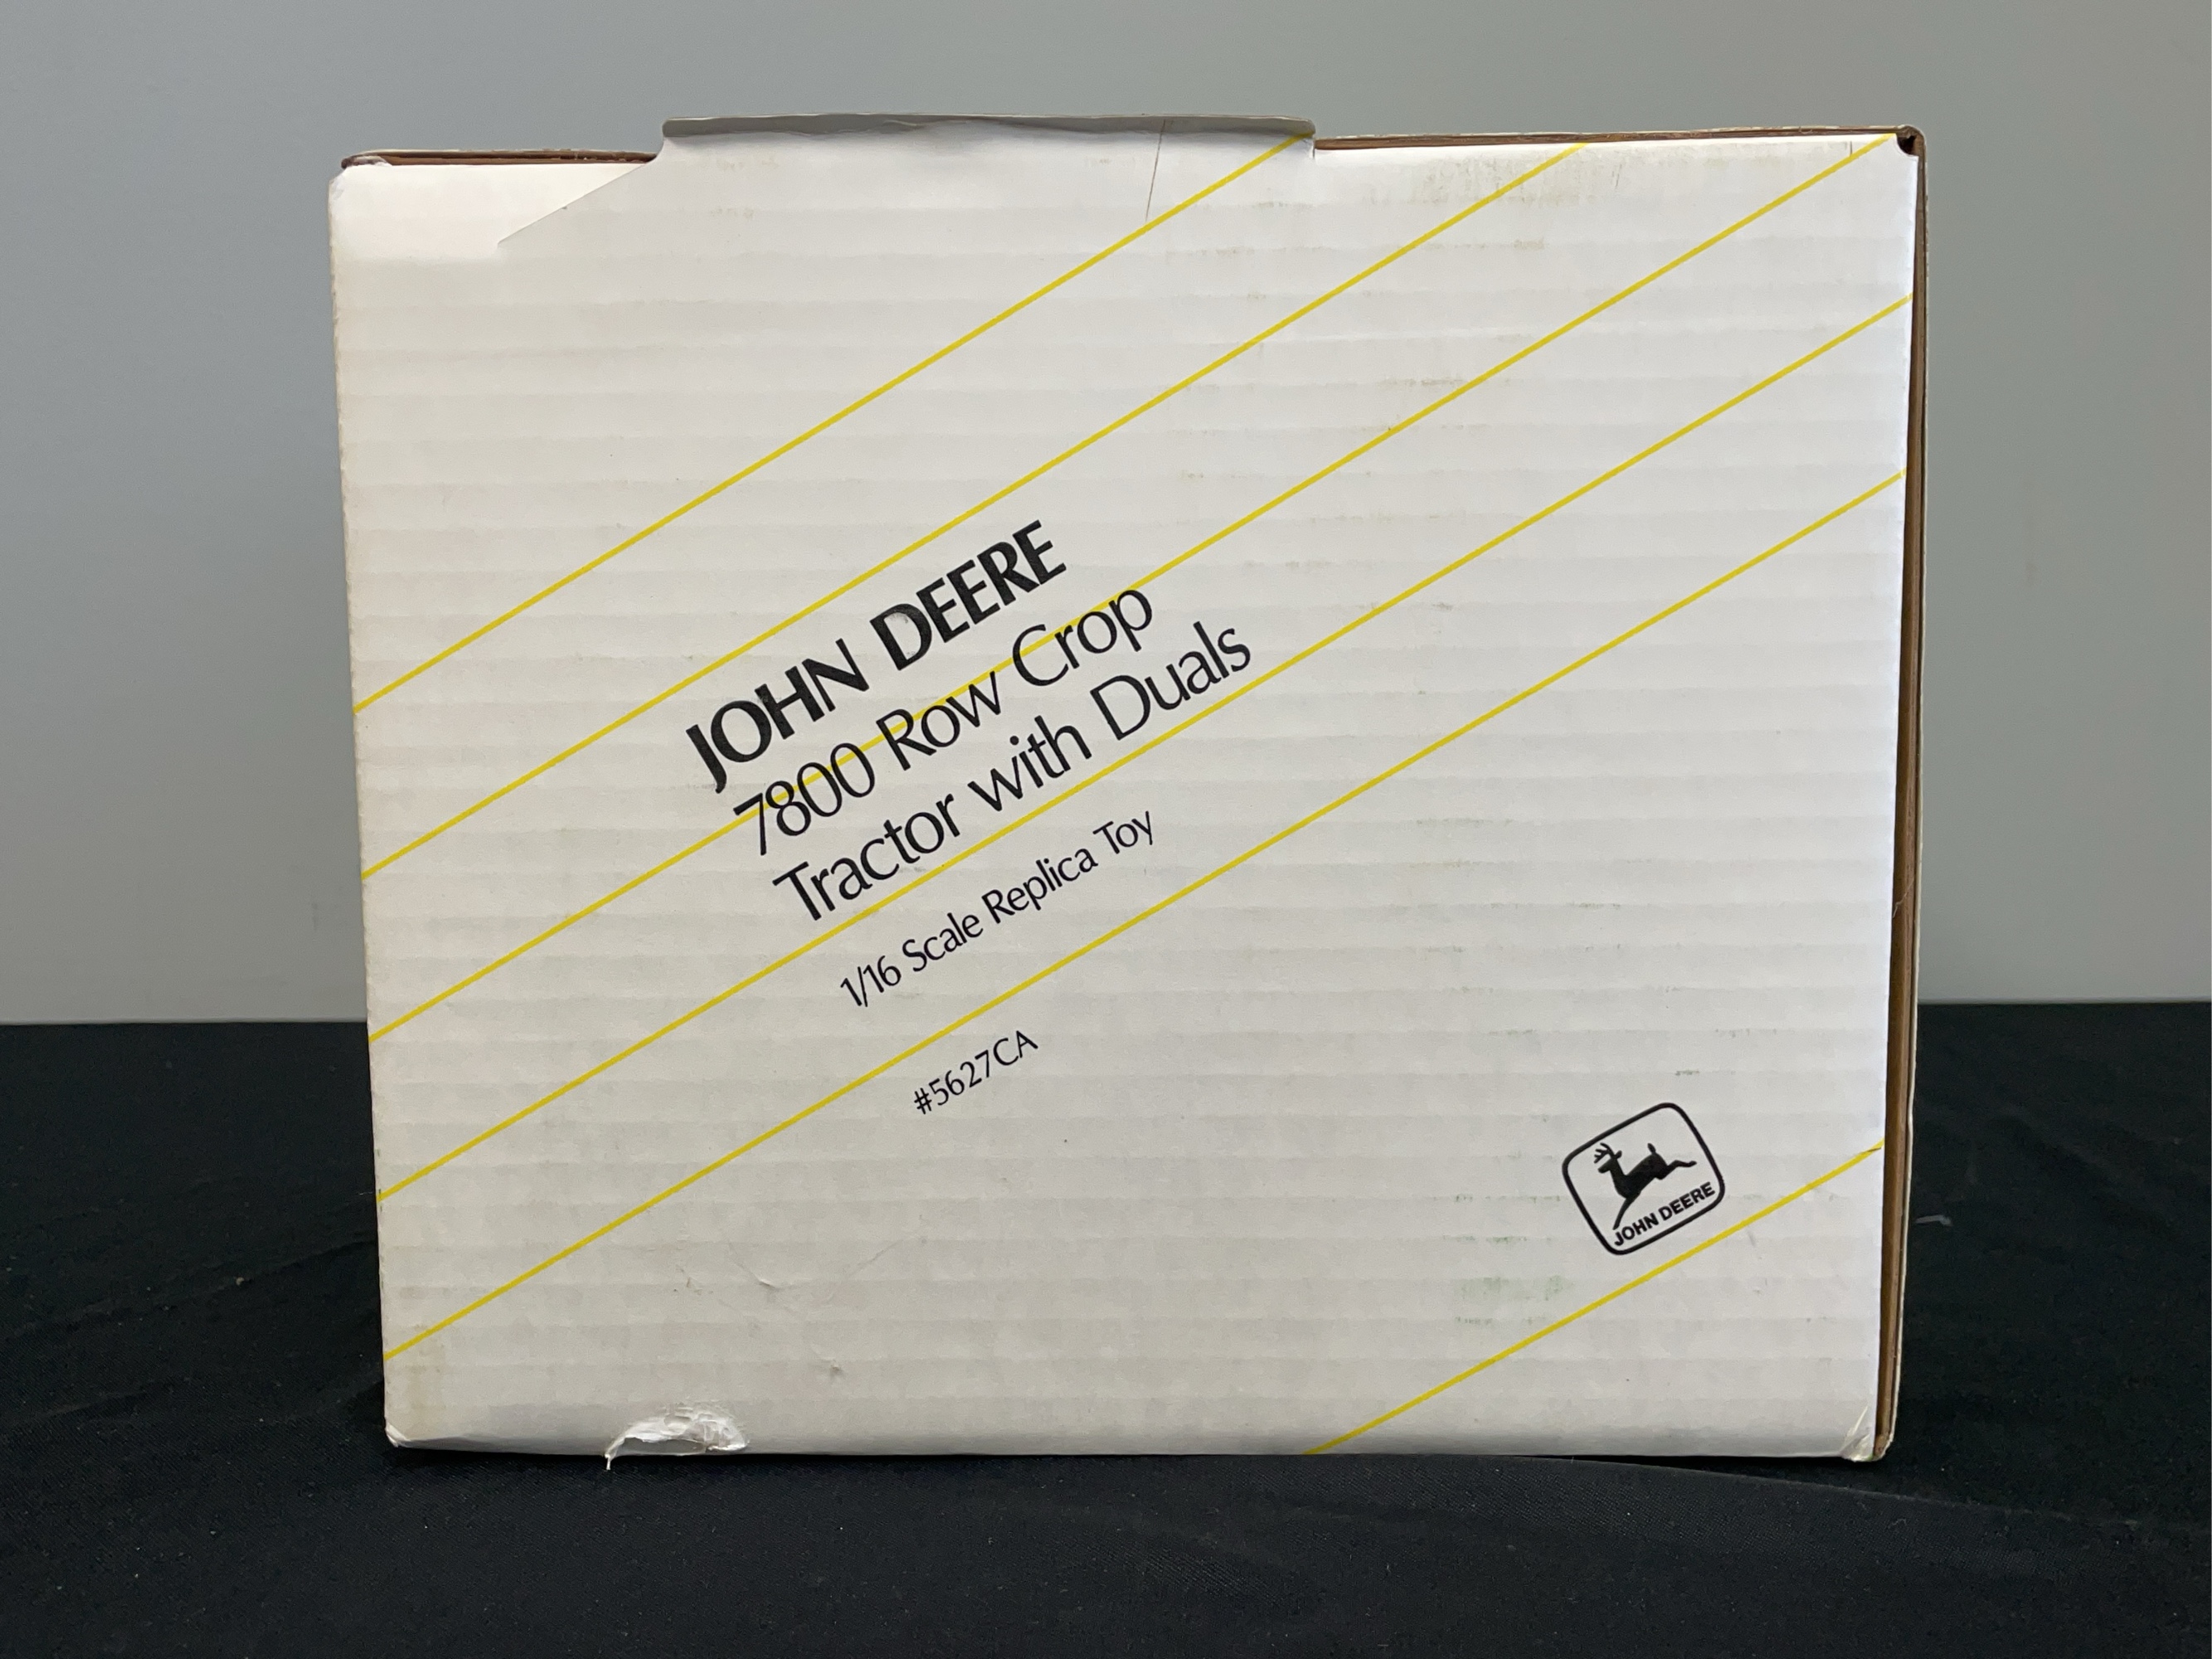 JOHN DEERE
7800 Row Crop
Tractor with Duals
1/16 Scale Replica Toy
#5627CA
JOHN DEERE